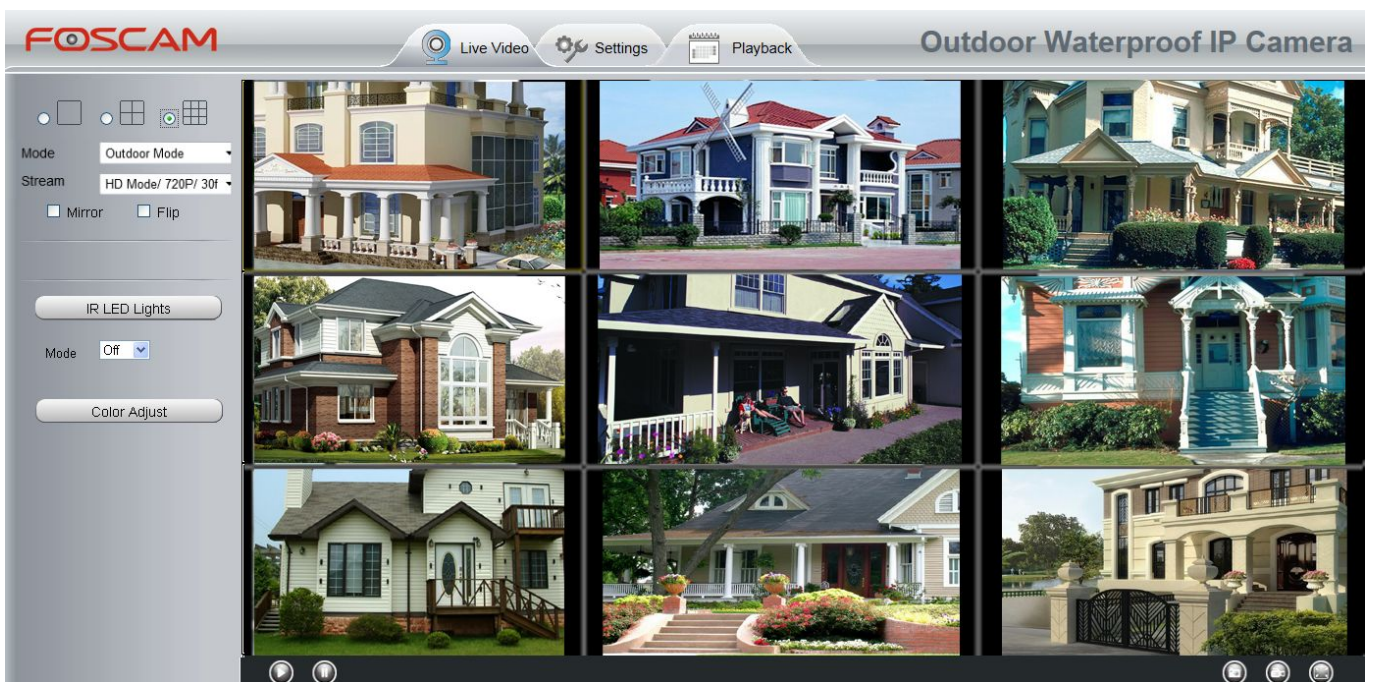 FOSCAM
Live Video
Settings
Playback
Outdoor Waterproof IP Camera
Mode
Outdoor Mode
Stream
HD Mode/ 720P/ 30f
Mirror
Flip
IR LED Lights
Mode
Off
Color Adjust